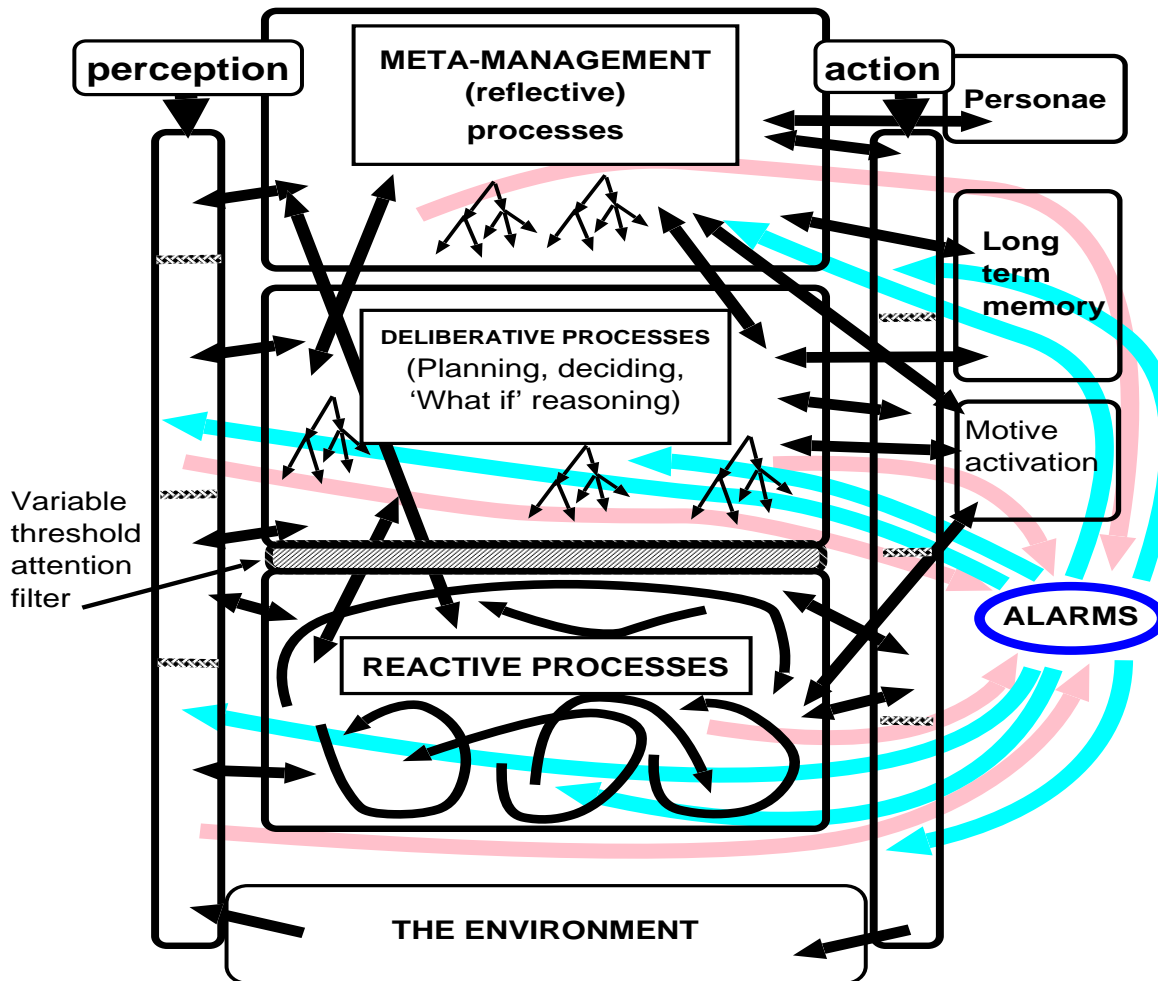 perception
META-MANAGEMENT
(reflective)
processes
action
Personae
Long
term
memory
DELIBERATIVE PROCESSES
(Planning, deciding,
‘What if’ reasoning)
Motive
activation
Variable
threshold
attention
filter
ALARMS
REACTIVE PROCESSES
THE ENVIRONMENT